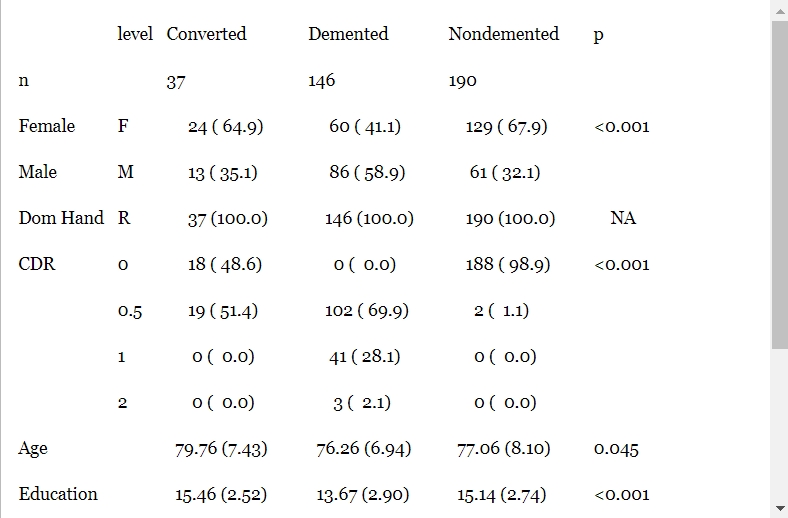 level Converted Demented Nondemented p
n 37 146 190
Female F 24 ( 64.9) 60 ( 41.1) 129 ( 67.9) <0.001
Male M 13 ( 35.1) 86 ( 58.9) 61 ( 32.1)
Dom Hand R 37 (100.0) 146 (100.0) 190 (100.0) NA
CDR 0 18 ( 48.6) 0 ( 0.0) 188 ( 98.9) <0.001
0.5 19 ( 51.4) 102 ( 69.9) 2 ( 1.1)
1 0 ( 0.0) 41 ( 28.1) 0 ( 0.0)
2 0 ( 0.0) 3 ( 2.1) 0 ( 0.0)
Age 79.76 (7.43) 76.26 (6.94) 77.06 (8.10) 0.045
Education 15.46 (2.52) 13.67 (2.90) 15.14 (2.74) <0.001